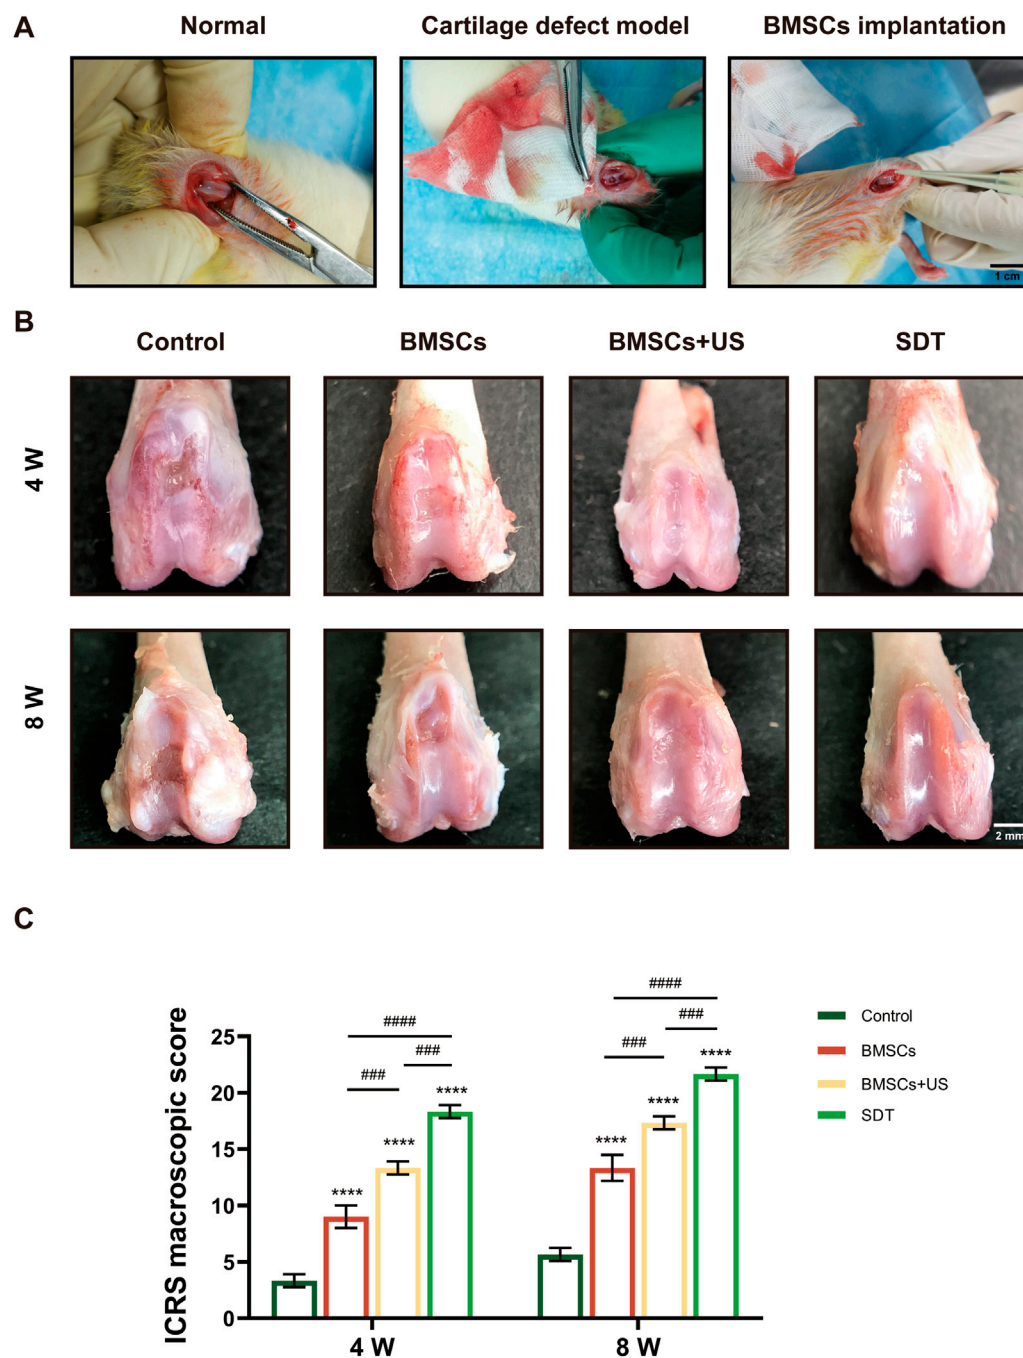 A
Normal
Cartilage defect model
BMSCs implantation
1 cm
B
Control
BMSCs
BMSCs+US
SDT
4 W
8 W
2 mm
C
ICRS macroscopic score
25
20
15
10
5
0
####
###
###
****
****
****
####
###
###
****
****
****
4 W
8 W
Control
BMSCs
BMSCs+US
SDT